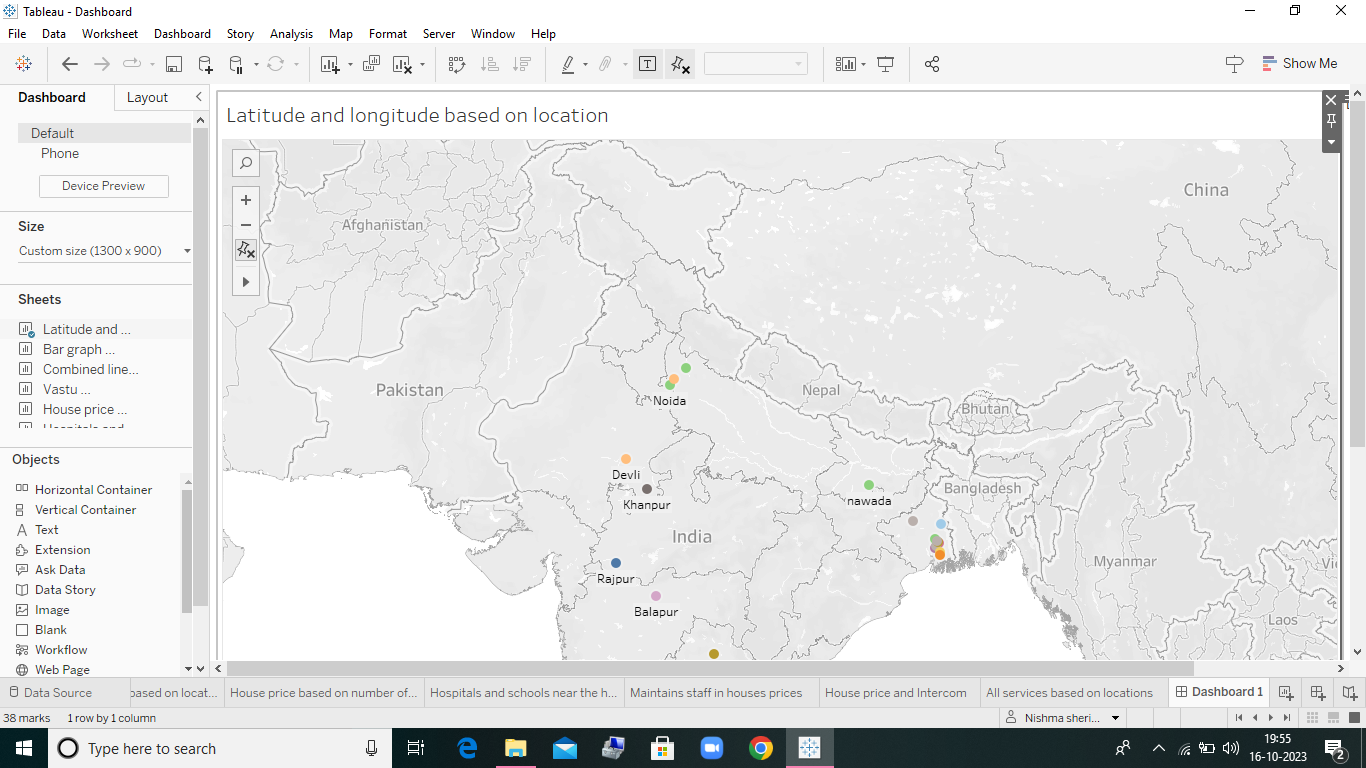 Tableau - Dashboard
File Data Worksheet Dashboard Story Analysis Map Format Server Window Help
Show Me
Dashboard Layout
Default
Phone
Device Preview
Size
Custom size (1300 x 900)
Sheets
Latitude and ...
Bar graph ...
Combined line...
Vastu ...
House price ...
Objects
Horizontal Container
Vertical Container
Text
Extension
Ask Data
Data Story
Image
Blank
Workflow
Web Page
Latitude and longitude based on location
China
Afghanistan
Pakistan
Nepal
Bhutan
Noida
Devli
Khanpur
nawada
Bangladesh
India
Myanmar
Rajpur
Balapur
Laos
Data Source
based on locat...
House price based on number of...
Hospitals and schools near the h...
Maintains staff in houses prices
House price and Intercom
All services based on locations
Dashboard 1
38 marks 1 row by 1 column
Nishma sheri...
Type here to search
19:55
16-10-2023
2